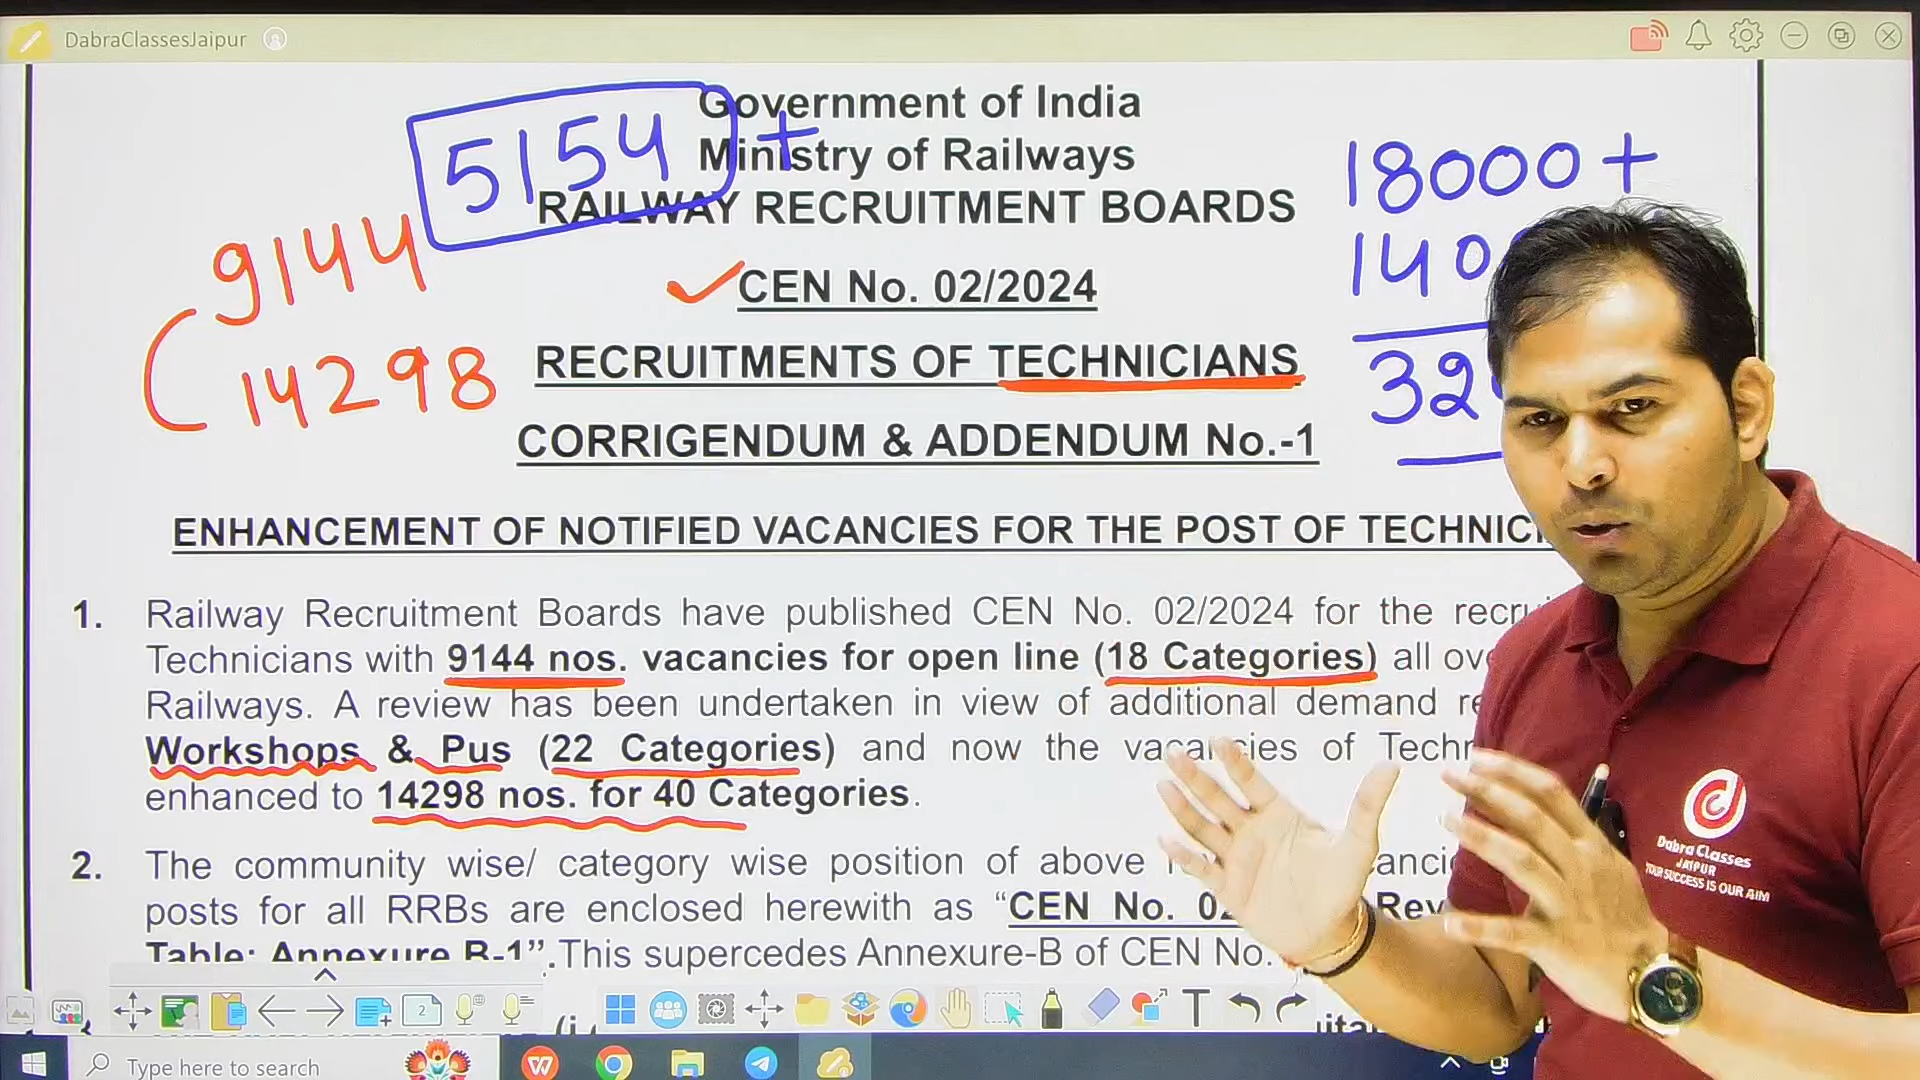 DabraClassesJaipur
Government of India
5154 +
Ministry of Railways
18000+
RAILWAY RECRUITMENT BOARDS
9144
CEN No. 02/2024
14298
RECRUITMENTS OF TECHNICIANS
CORRIGENDUM & ADDENDUM No.-1
ENHANCEMENT OF NOTIFIED VACANCIES FOR THE POST OF
1. Railway Recruitment Boards have published CEN No. 02/2024 for the
Technicians with 9144 nos. vacancies for open line (18 Categories) all
Railways. A review has been undertaken in view of additional demand
Workshops & Pus (22 Categories) and now the vacancies of
enhanced to 14298 nos. for 40 Categories.
2. The community wise/ category wise position of above
posts for all RRBs are enclosed herewith as “CEN No.
Table: Annexure B-1”. This supercedes Annexure-B of CEN No.
Dabra Classes
JAIPUR
YOUR SUCCESS IS OUR AIM
2
T
Type here to search